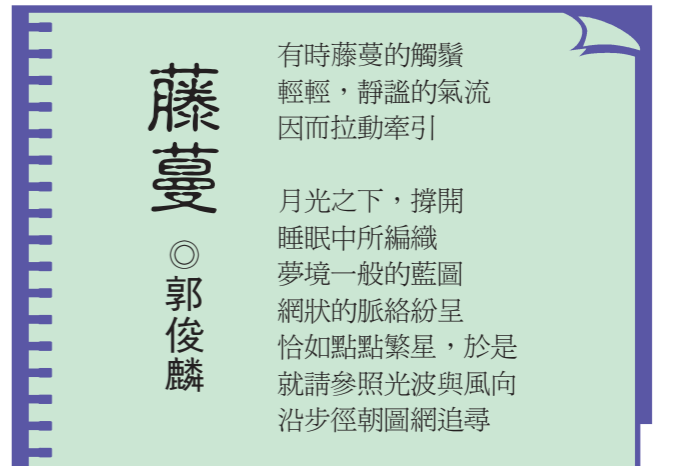 藤蔓
◎郭俊麟
有時藤蔓的觸鬚
輕輕，靜謐的氣流
因而拉動牽引
月光之下，撐開
睡眠中所編織
夢境一般的藍圖
網狀的脈絡紛呈
恰如點點繁星，於是
就請參照光波與風向
沿步徑朝圖網追尋